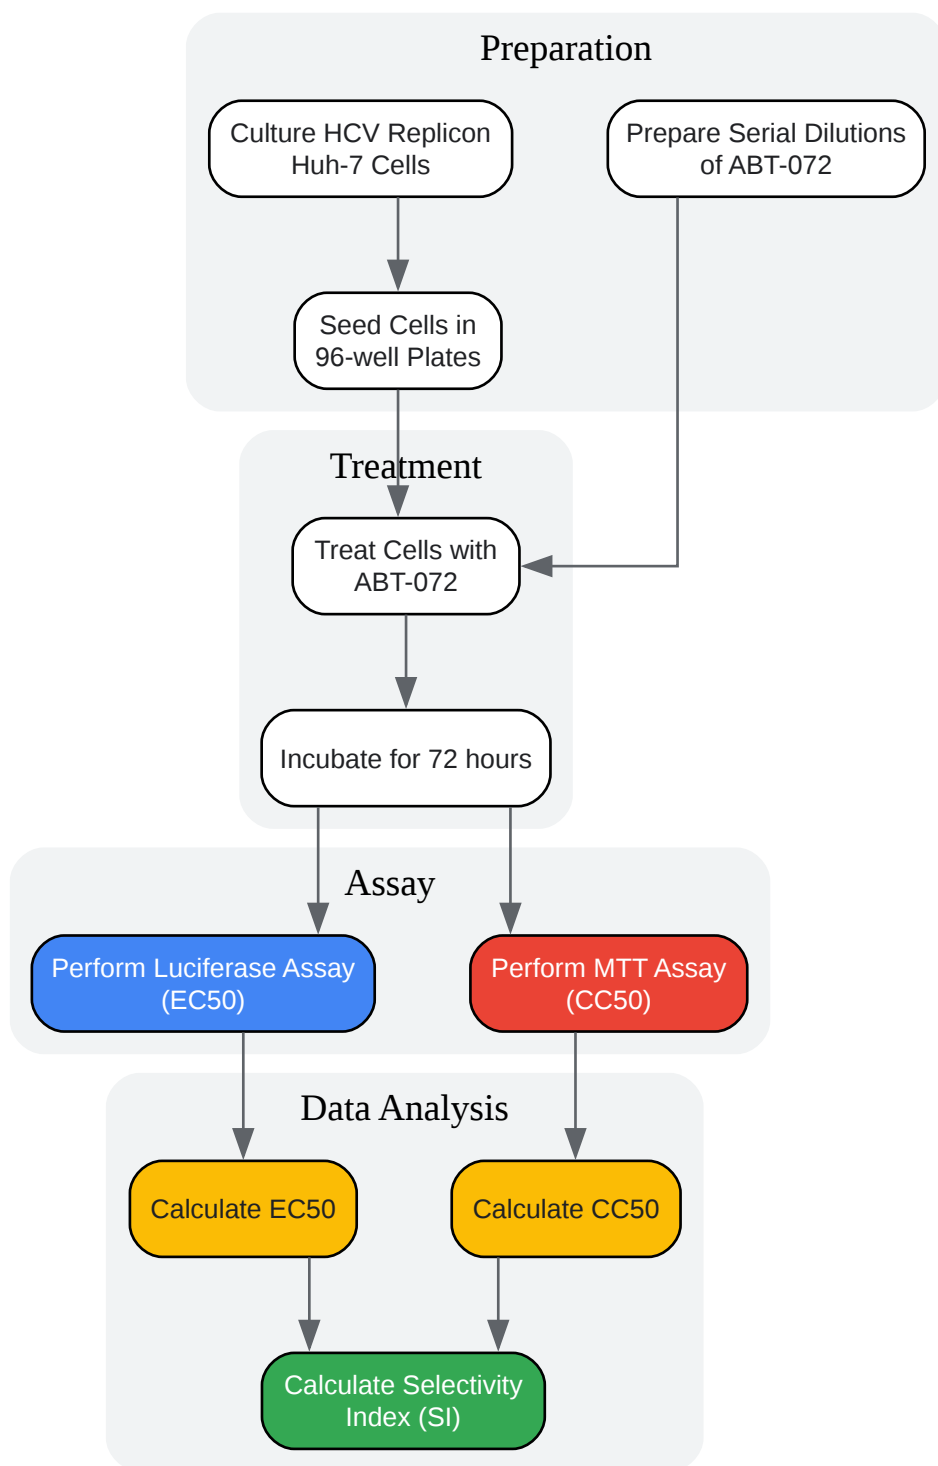 Preparation
Culture HCV Replicon
Huh-7 Cells
Prepare Serial Dilutions
of ABT-072
Seed Cells in
96-well Plates
Treatment
Treat Cells with
ABT-072
Incubate for 72 hours
Assay
Perform Luciferase Assay
(EC50)
Perform MTT Assay
(CC50)
Data Analysis
Calculate EC50
Calculate CC50
Calculate Selectivity
Index (SI)